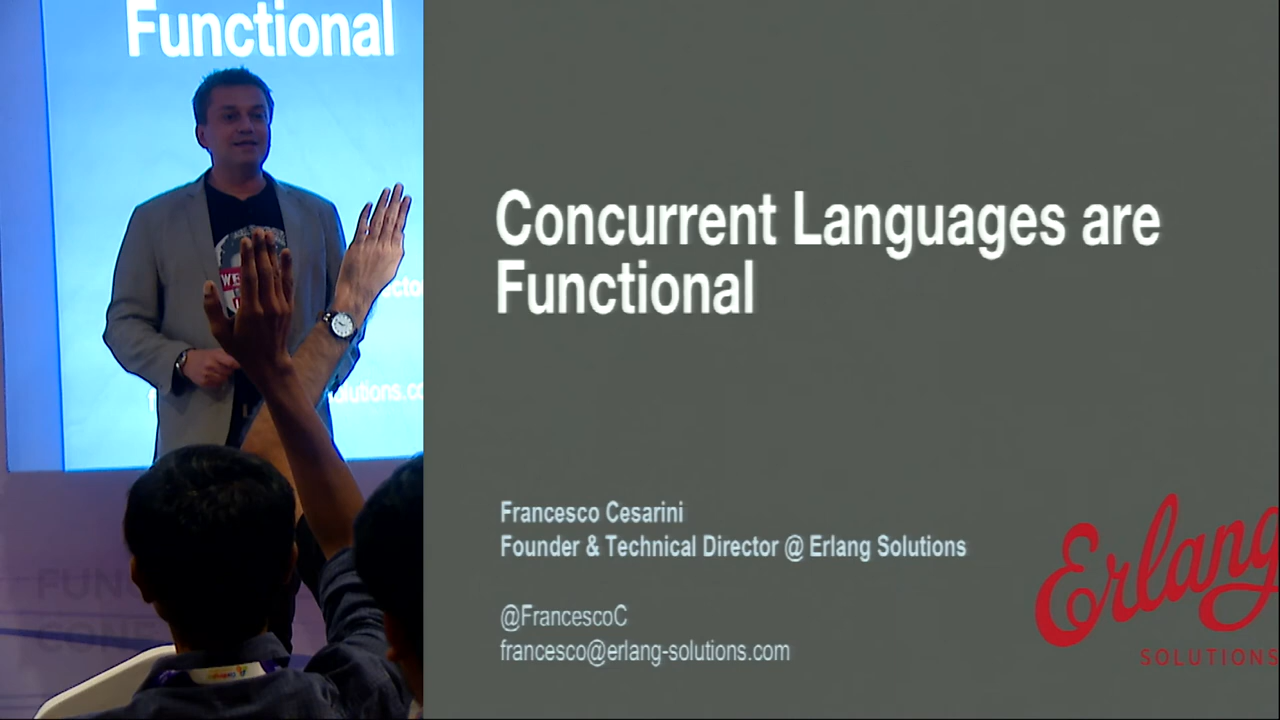 Functional
WE
Concurrent Languages are
Functional
Francesco Cesarini
Founder & Technical Director @ Erlang Solutions
@FrancescoC
francesco@erlang-solutions.com
Erlang
SOLUTIONS